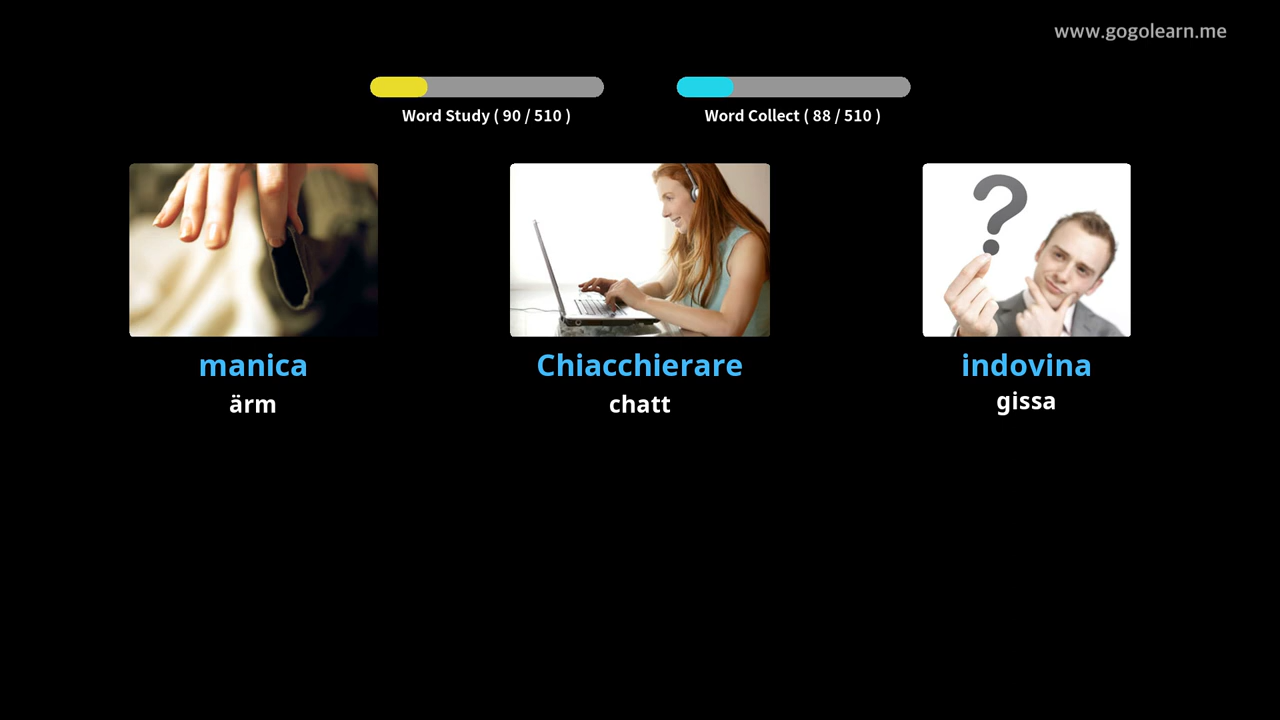 www.gogolearn.me
Word Study ( 90 / 510 )
Word Collect ( 88 / 510 )
manica
ärm
Chiacchierare
chatt
indovina
gissa